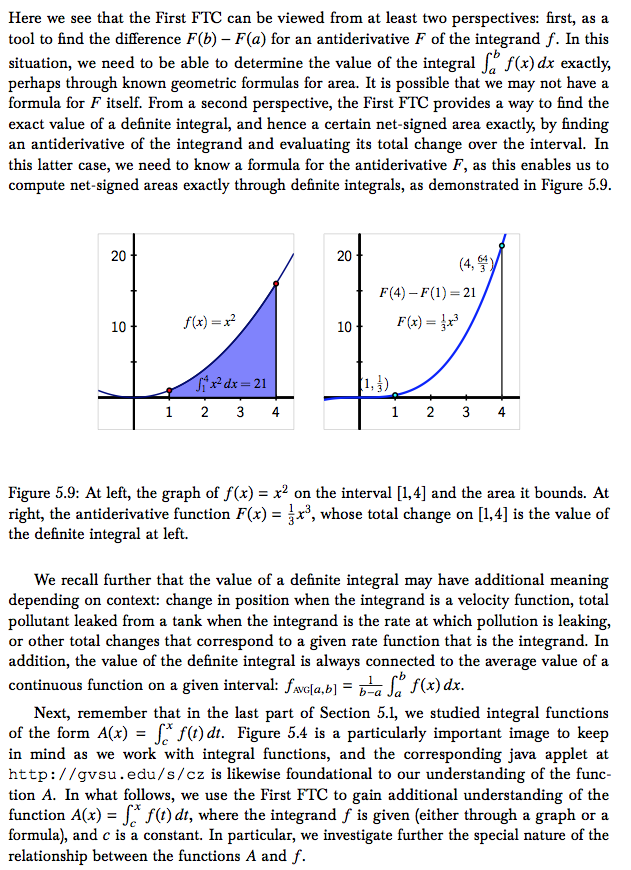 Here we see that the First FTC can be viewed from at least two perspectives: first, as a
tool to find the difference F(b) − F(a) for an antiderivative F of the integrand f. In this
situation, we need to be able to determine the value of the integral ∫_a^b f(x) dx exactly,
perhaps through known geometric formulas for area. It is possible that we may not have a
formula for F itself. From a second perspective, the First FTC provides a way to find the
exact value of a definite integral, and hence a certain net-signed area exactly, by finding
an antiderivative of the integrand and evaluating its total change over the interval. In
this latter case, we need to know a formula for the antiderivative F, as this enables us to
compute net-signed areas exactly through definite integrals, as demonstrated in Figure 5.9.
20
10
f(x) = x²
∫_1^4 x² dx = 21
1 2 3 4
20
10
(4, 64/3)
F(4) − F(1) = 21
F(x) = 1/3 x³
(1, 1/3)
1 2 3 4
Figure 5.9: At left, the graph of f(x) = x² on the interval [1,4] and the area it bounds. At
right, the antiderivative function F(x) = 1/3 x³, whose total change on [1,4] is the value of
the definite integral at left.
We recall further that the value of a definite integral may have additional meaning
depending on context: change in position when the integrand is a velocity function, total
pollutant leaked from a tank when the integrand is the rate at which pollution is leaking,
or other total changes that correspond to a given rate function that is the integrand. In
addition, the value of the definite integral is always connected to the average value of a
continuous function on a given interval: f_AVG[a,b] = 1/(b−a) ∫_a^b f(x) dx.
Next, remember that in the last part of Section 5.1, we studied integral functions
of the form A(x) = ∫_c^x f(t) dt. Figure 5.4 is a particularly important image to keep
in mind as we work with integral functions, and the corresponding java applet at
http://gvsu.edu/s/cz is likewise foundational to our understanding of the func-
tion A. In what follows, we use the First FTC to gain additional understanding of the
function A(x) = ∫_c^x f(t) dt, where the integrand f is given (either through a graph or a
formula), and c is a constant. In particular, we investigate further the special nature of the
relationship between the functions A and f.